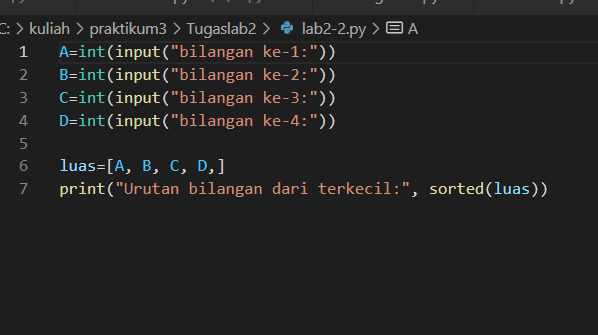 C: > kuliah > praktikum3 > Tugaslab2 > lab2-2.py > A
1 A=int(input("bilangan ke-1:"))
2 B=int(input("bilangan ke-2:"))
3 C=int(input("bilangan ke-3:"))
4 D=int(input("bilangan ke-4:"))
5
6 luas=[A, B, C, D,]
7 print("Urutan bilangan dari terkecil:", sorted(luas))